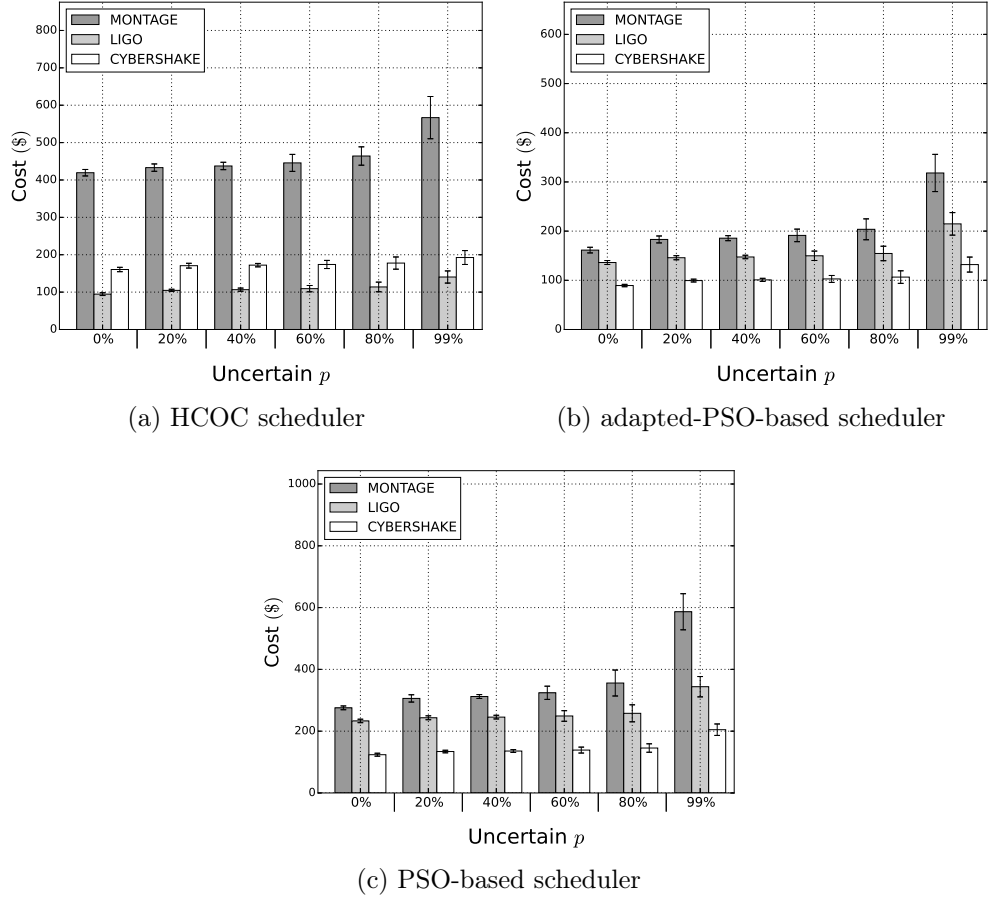 MONTAGE
LIGO
CYBERSHAKE
800
700
600
500
400
300
200
100
0
Cost ($)
0% 20% 40% 60% 80% 99%
Uncertain p
(a) HCOC scheduler
MONTAGE
LIGO
CYBERSHAKE
600
500
400
300
200
100
0
Cost ($)
0% 20% 40% 60% 80% 99%
Uncertain p
(b) adapted-PSO-based scheduler
MONTAGE
LIGO
CYBERSHAKE
1000
800
600
400
200
0
Cost ($)
0% 20% 40% 60% 80% 99%
Uncertain p
(c) PSO-based scheduler